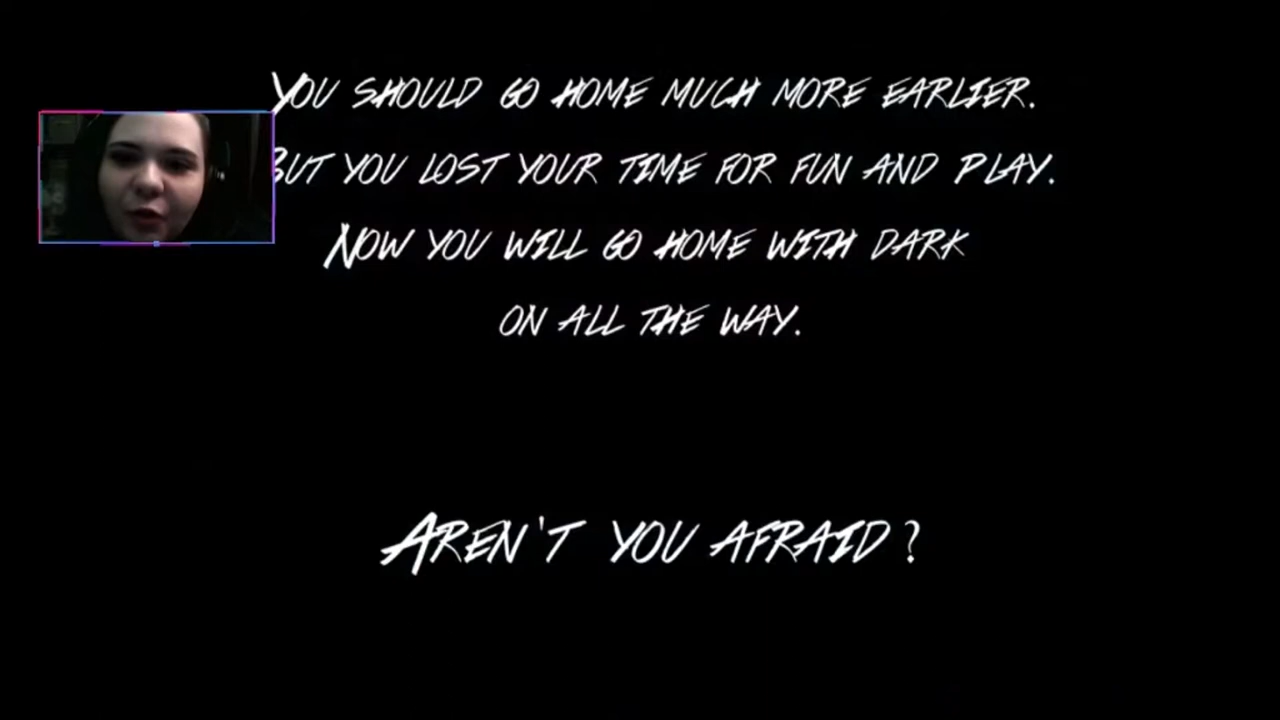 You should go home much more earlier.
But you lost your time for fun and play.
Now you will go home with dark
on all the way.
Aren't you afraid?